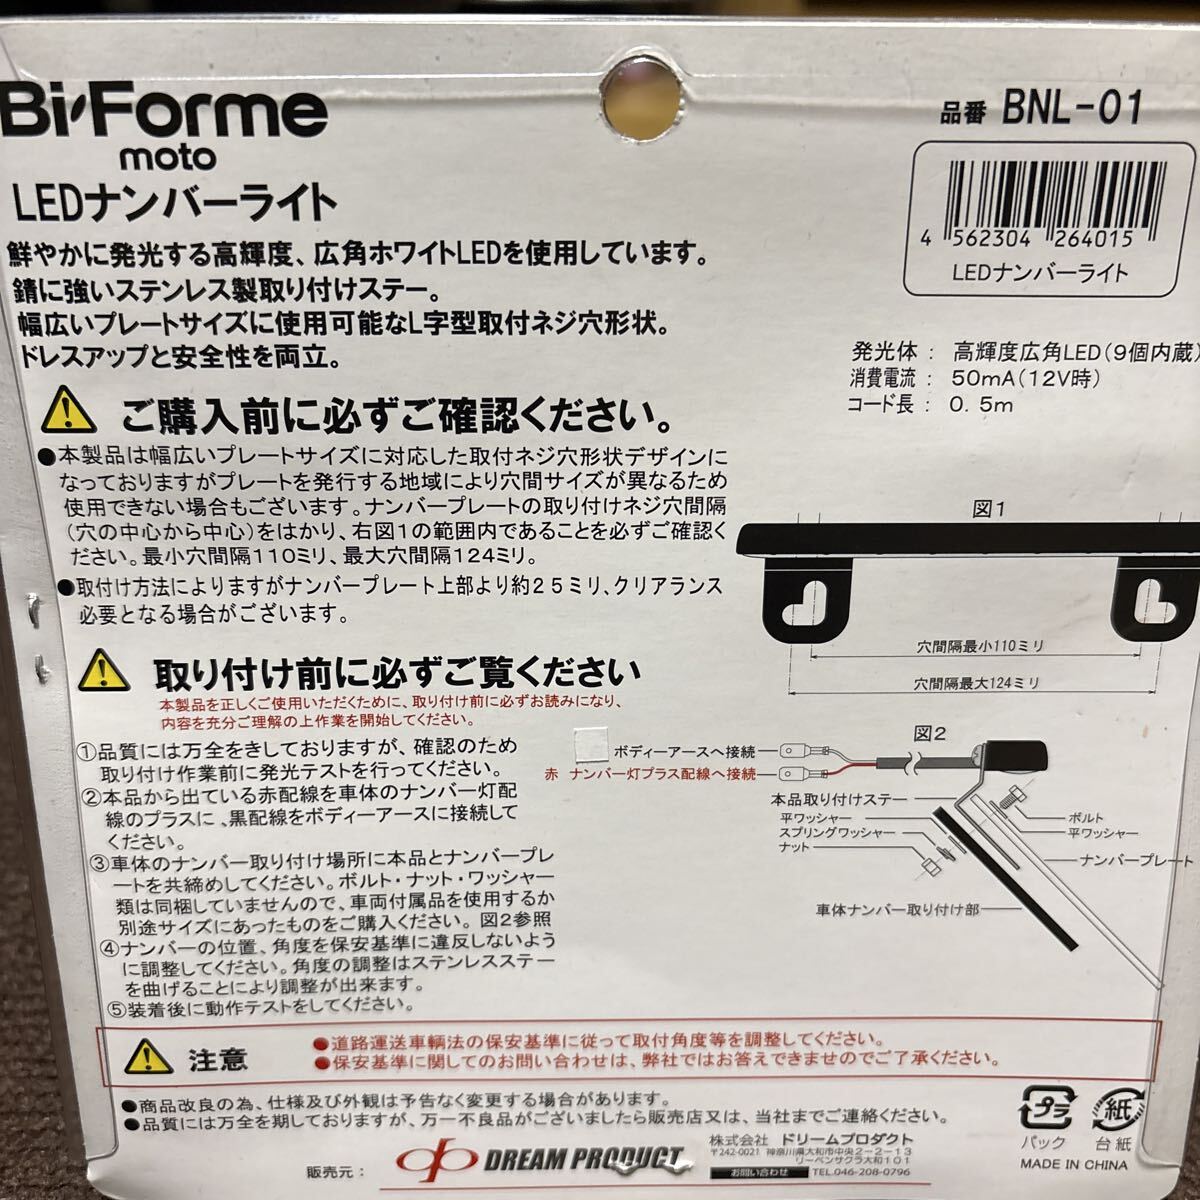 Bi'Forme
moto
LEDナンバーライト
鮮やかに発光する高輝度、広角ホワイトLEDを使用しています。
錆に強いステンレス製取り付けステー。
幅広いプレートサイズに使用可能なL字型取付ネジ穴形状。
ドレスアップと安全性を両立。
品番 BNL-01
4 562304 264015
LEDナンバーライト
発光体 : 高輝度広角LED(9個内蔵)
消費電流 : 50mA(12V時)
コード長 : 0.5m
ご購入前に必ずご確認ください。
●本製品は幅広いプレートサイズに対応した取付ネジ穴形状デザインに
なっておりますがプレートを発行する地域により穴間サイズが異なるため
使用できない場合もございます。ナンバープレートの取り付けネジ穴間隔
(穴の中心から中心)をはかり、右図1の範囲内であることを必ずご確認く
ださい。最小穴間隔110ミリ、最大穴間隔124ミリ。
●取付け方法によりますがナンバープレート上部より約25ミリ、クリアランス
必要となる場合がございます。
図1
穴間隔最小110ミリ
穴間隔最大124ミリ
取り付け前に必ずご覧ください
本製品を正しくご使用いただくために、取り付け前に必ずお読みになり、
内容を充分ご理解の上作業を開始してください。
①品質には万全をきしておりますが、確認のため
取り付け作業前に発光テストを行ってください。
②本品から出ている赤配線を車体のナンバー灯配
線のプラスに、黒配線をボディーアースに接続して
ください。
③車体のナンバー取り付け場所に本品とナンバープレ
ートを共締めしてください。ボルト・ナット・ワッシャー
類は同梱していませんので、車両付属品を使用するか
別途サイズにあったものをご購入ください。図2参照
④ナンバーの位置、角度を保安基準に違反しないよう
に調整してください。角度の調整はステンレスステー
を曲げることにより調整が出来ます。
⑤装着後に動作テストをしてください。
図2
ボディーアースへ接続
赤 ナンバー灯プラス配線へ接続
本品取り付けステー
平ワッシャー
スプリングワッシャー
ナット
ボルト
平ワッシャー
ナンバープレート
車体ナンバー取り付け部
注意
●道路運送車輌法の保安基準に従って取付角度等を調整してください。
●保安基準に関してのお問い合わせは、弊社ではお答えできませのでご了承ください。
●商品改良の為、仕様及び外観は予告なく変更する場合があります。
●品質には万全を期しておりますが、万一不良品がございましたら販売店又は、当社までご連絡ください。
販売元:
dp DREAM PRODUCT
株式会社 ドリームプロダクト
〒242-0021 神奈川県大和市中央2-2-13
リーベンサクラ大和101
お問い合わせ TEL.046-208-0796
プラ
パック
紙
台紙
MADE IN CHINA